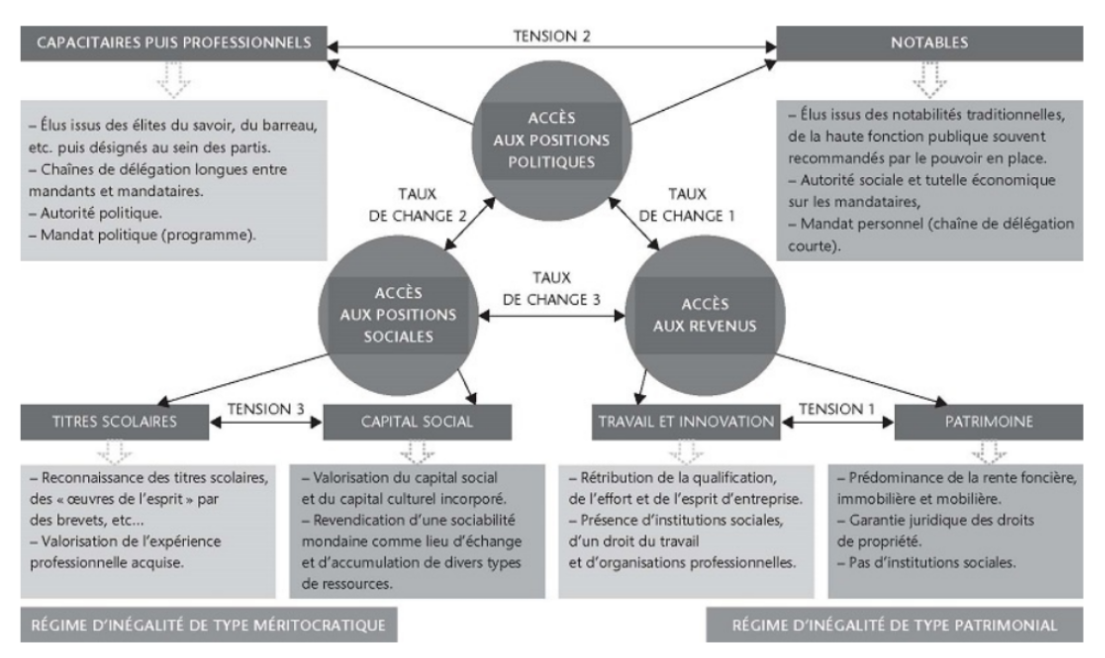 CAPACITAIRES PUIS PROFESSIONNELS
TENSION 2
NOTABLES
– Élus issus des élites du savoir, du barreau,
etc. puis désignés au sein des partis.
– Chaînes de délégation longues entre
mandants et mandataires.
– Autorité politique.
– Mandat politique (programme).
ACCÈS
AUX POSITIONS
POLITIQUES
– Élus issus des notabilités traditionnelles,
de la haute fonction publique souvent
recommandés par le pouvoir en place.
– Autorité sociale et tutelle économique
sur les mandataires,
– Mandat personnel (chaîne de délégation
courte).
TAUX
DE CHANGE 2
TAUX
DE CHANGE 1
ACCÈS
AUX POSITIONS
SOCIALES
TAUX
DE CHANGE 3
ACCÈS
AUX REVENUS
TITRES SCOLAIRES
TENSION 3
CAPITAL SOCIAL
TRAVAIL ET INNOVATION
TENSION 1
PATRIMOINE
– Reconnaissance des titres scolaires,
des « œuvres de l'esprit » par
des brevets, etc...
– Valorisation de l'expérience
professionnelle acquise.
– Valorisation du capital social
et du capital culturel incorporé.
– Revendication d'une sociabilité
mondaine comme lieu d'échange
et d'accumulation de divers types
de ressources.
– Rétribution de la qualification,
de l'effort et de l'esprit d'entreprise.
– Présence d'institutions sociales,
d'un droit du travail
et d'organisations professionnelles.
– Prédominance de la rente foncière,
immobilière et mobilière.
– Garantie juridique des droits
de propriété.
– Pas d'institutions sociales.
RÉGIME D'INÉGALITÉ DE TYPE MÉRITOCRATIQUE
RÉGIME D'INÉGALITÉ DE TYPE PATRIMONIAL